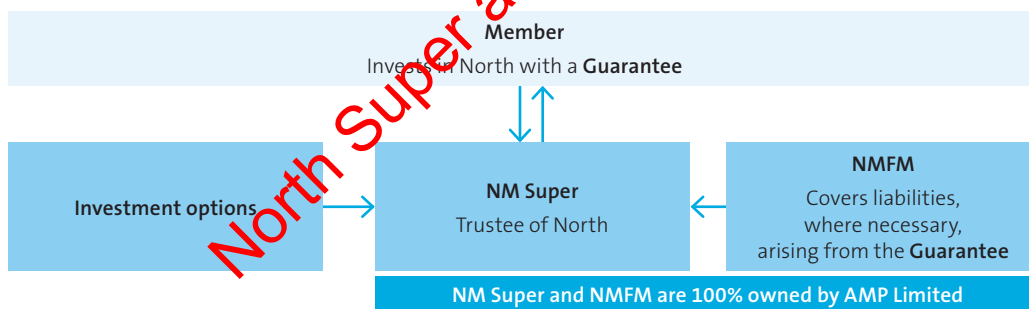 Member
Invests in North with a Guarantee
Investment options
NM Super
Trustee of North
NMFM
Covers liabilities,
where necessary,
arising from the Guarantee
NM Super and NMFM are 100% owned by AMP Limited
North Super